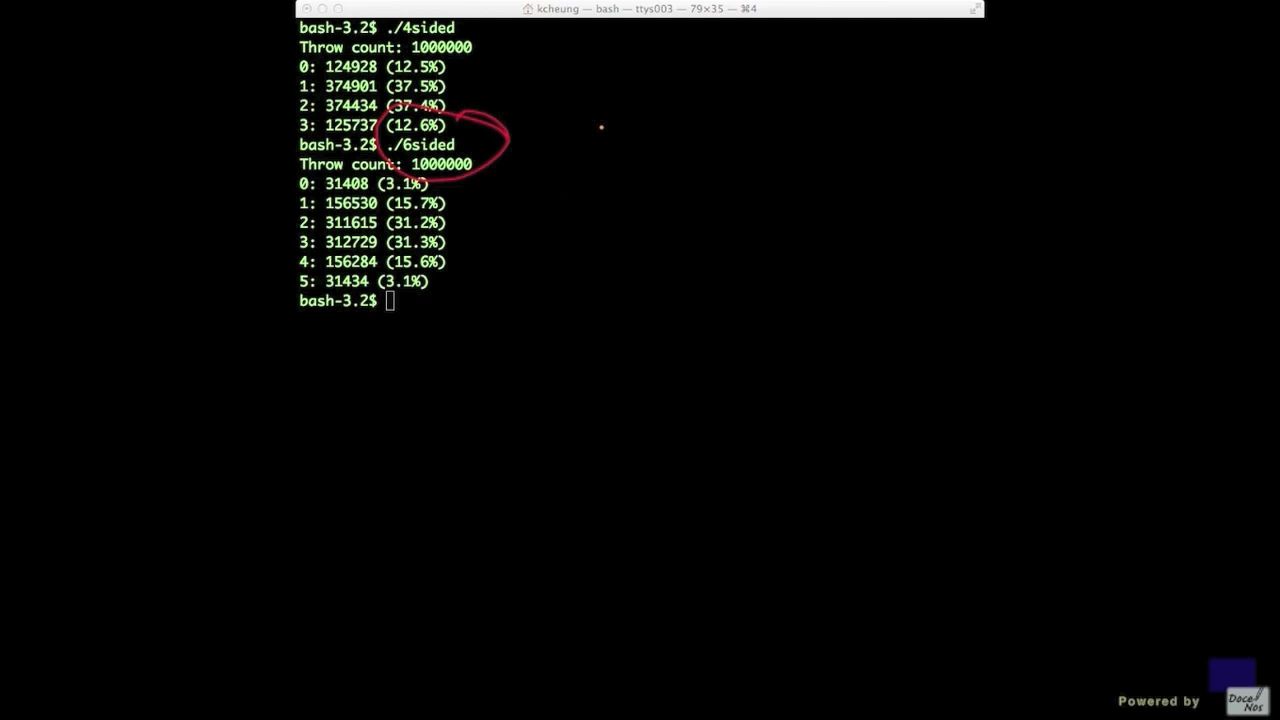 kcheung — bash — ttys003 — 79×35 — ⌘4
bash-3.2$ ./4sided
Throw count: 1000000
0: 124928 (12.5%)
1: 374901 (37.5%)
2: 374434 (37.4%)
3: 125737 (12.6%)
bash-3.2$ ./6sided
Throw count: 1000000
0: 31408 (3.1%)
1: 156530 (15.7%)
2: 311615 (31.2%)
3: 312729 (31.3%)
4: 156284 (15.6%)
5: 31434 (3.1%)
bash-3.2$
Powered by
Doce
Nos